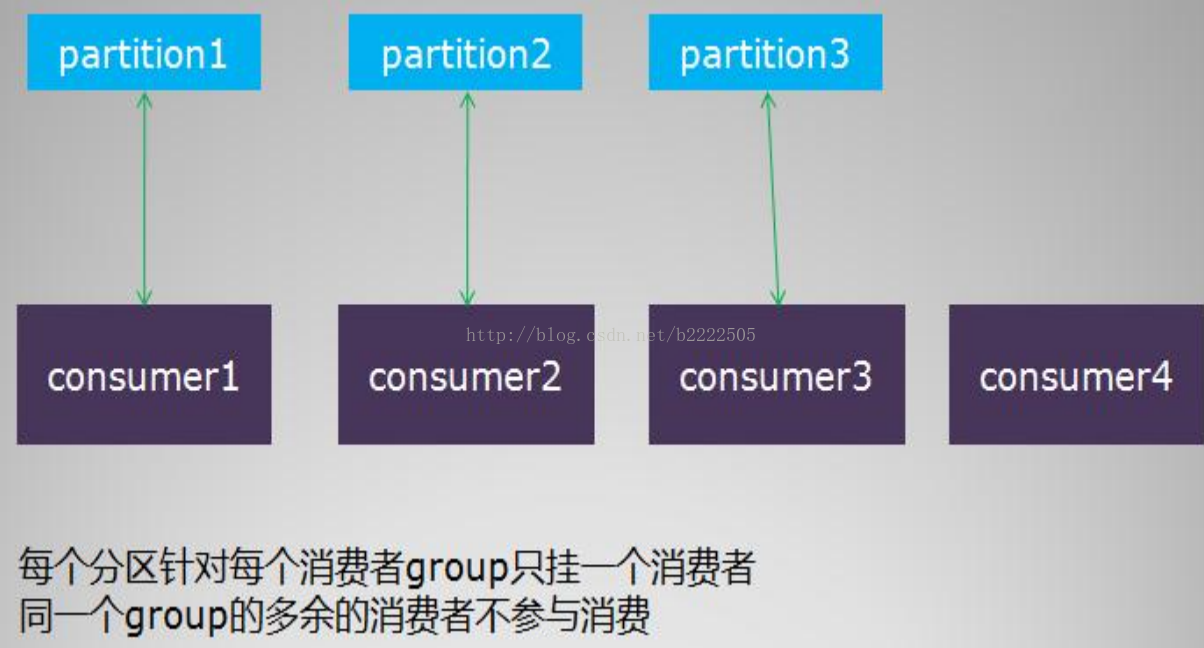 partition1 partition2 partition3
http://blog.csdn.net/b2222505
consumer1 consumer2 consumer3 consumer4
每个分区针对每个消费者group只挂一个消费者
同一个group的多余的消费者不参与消费